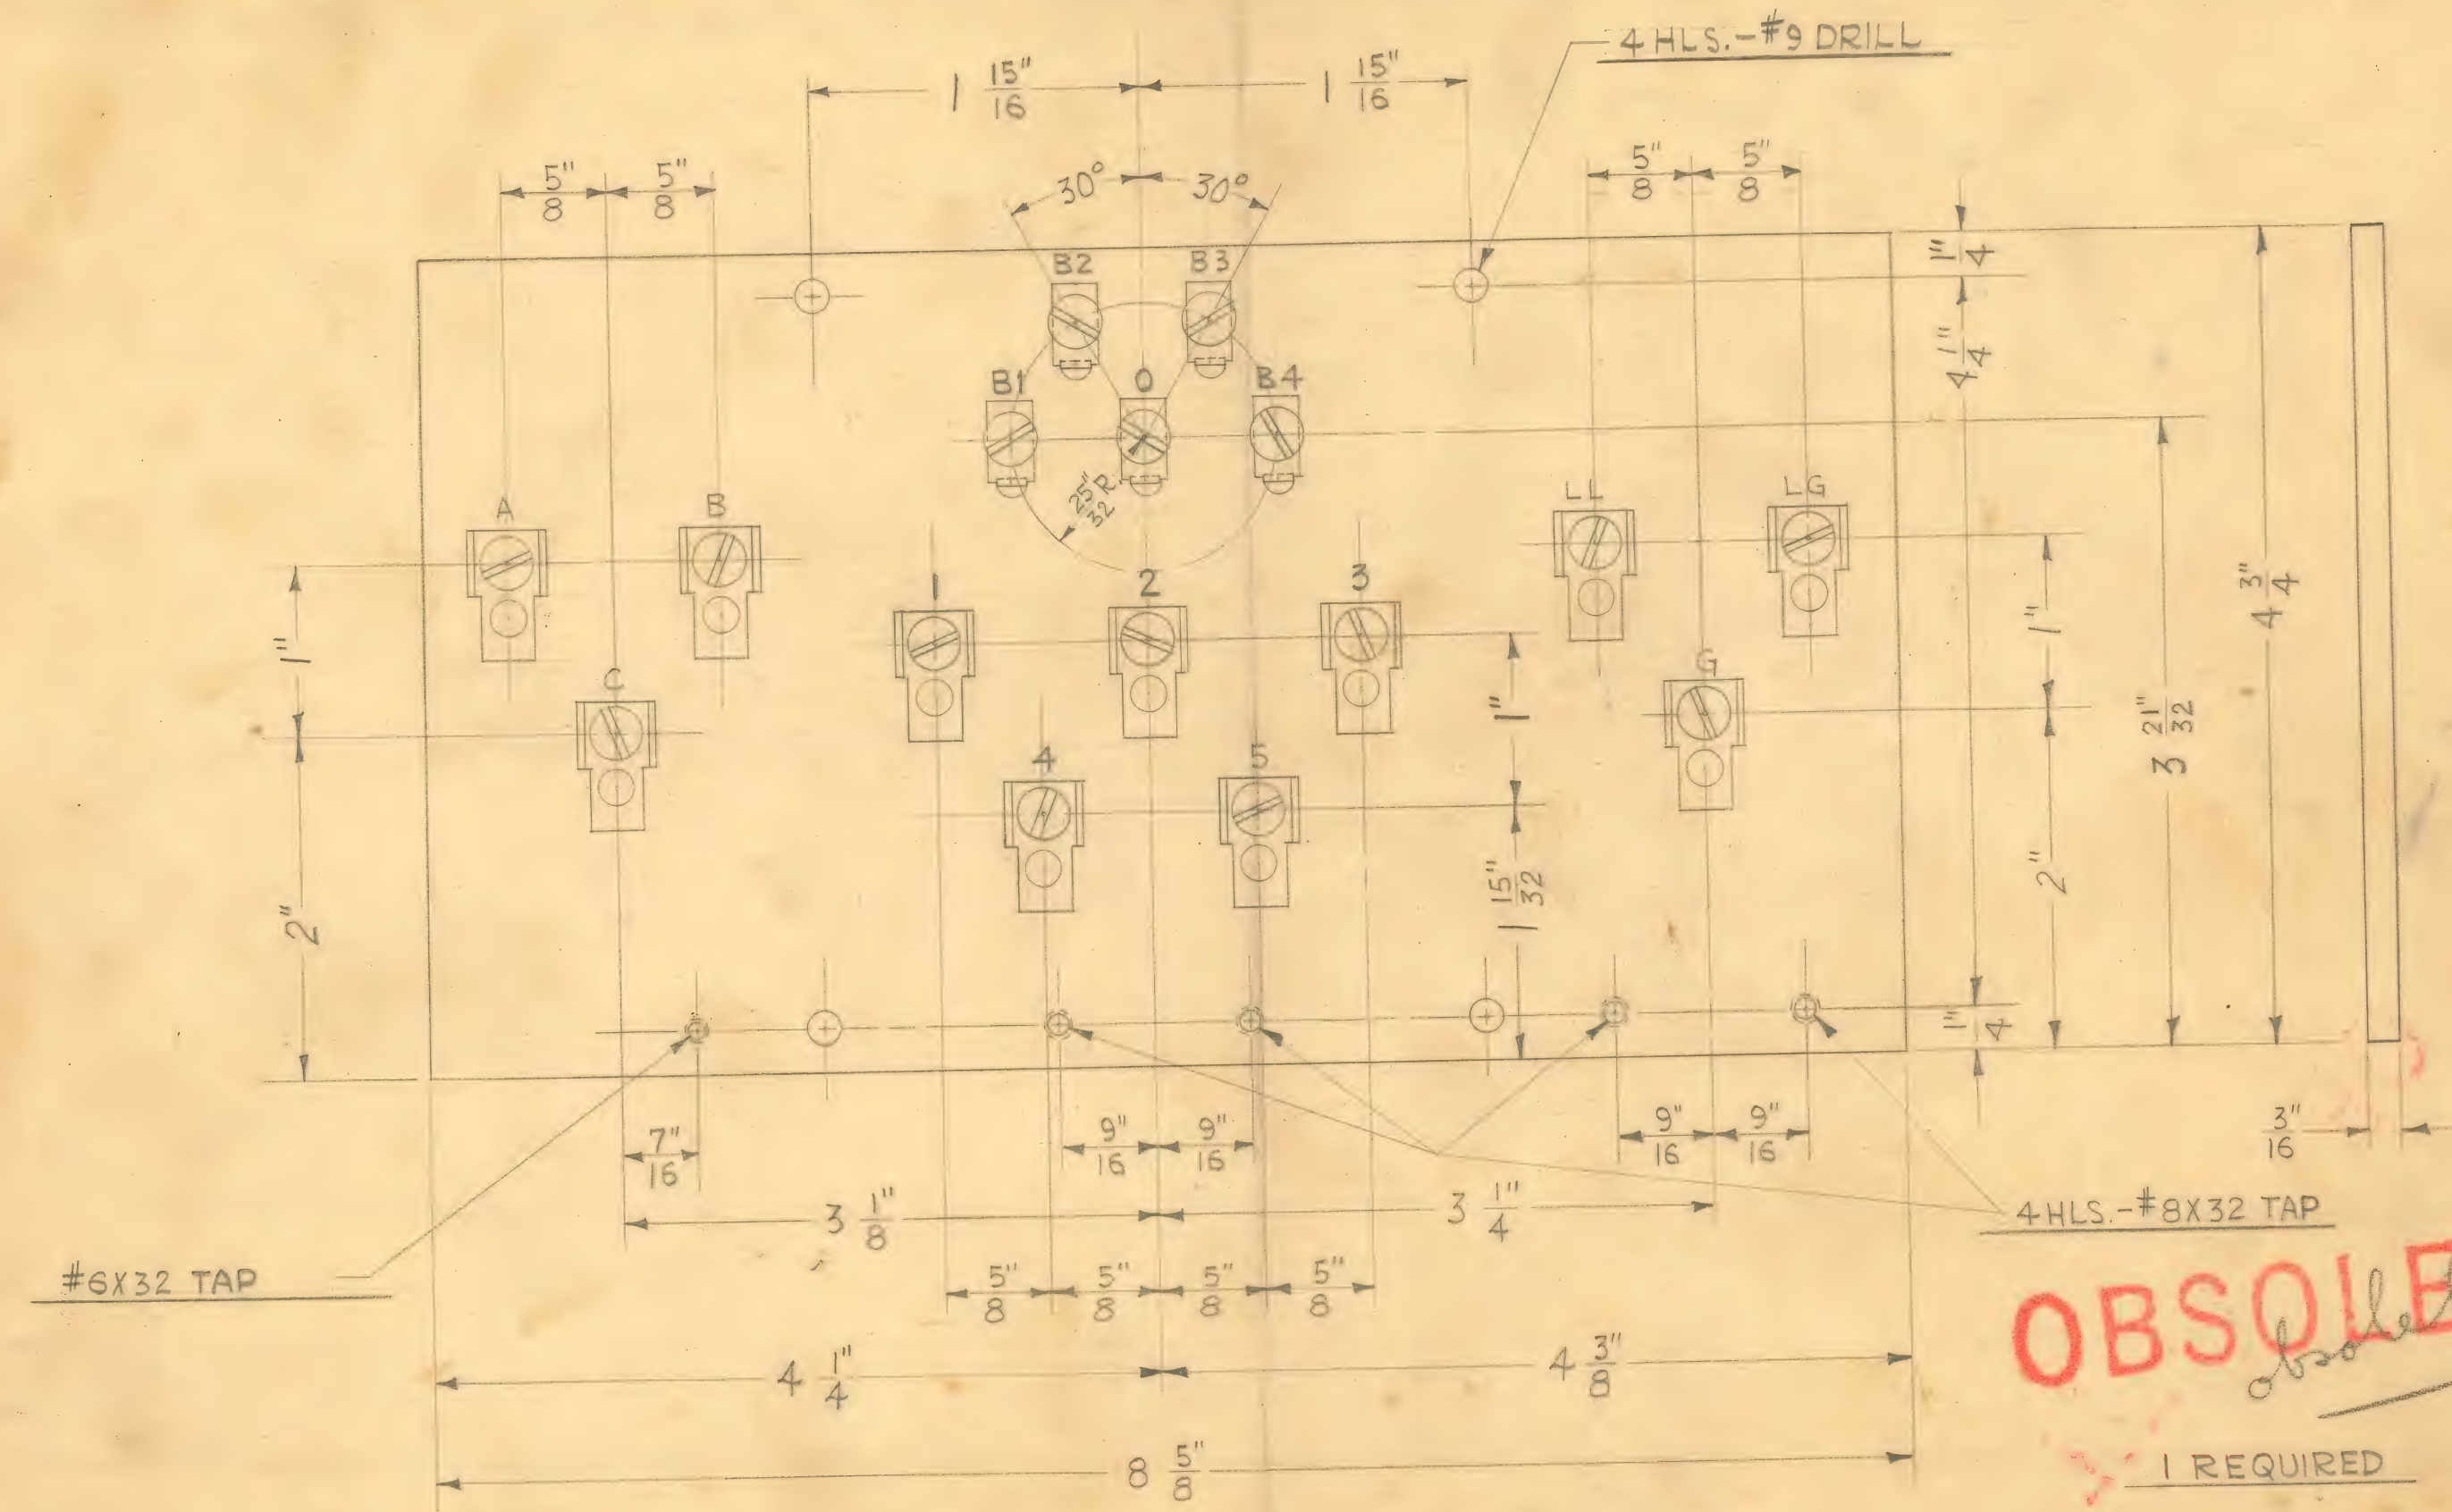 4 HLS.-#9 DRILL
1 15/16"
1 15/16"
5/8"
5/8"
30°
30°
5/8"
5/8"
1/4"
4 1/4"
B2
B3
B1
O
B4
25/32" R.
A
B
LL
LG
1
2
3
C
G
4
5
1"
2"
1"
1 15/32"
1"
2"
3 21/32"
4 3/4"
1/4"
3/16"
7/16"
9/16"
9/16"
9/16"
9/16"
3 1/8"
3 1/4"
#6X32 TAP
4 HLS.-#8X32 TAP
5/8"
5/8"
5/8"
5/8"
4 1/4"
4 3/8"
8 5/8"
OBSOLE
obsolet
1 REQUIRED